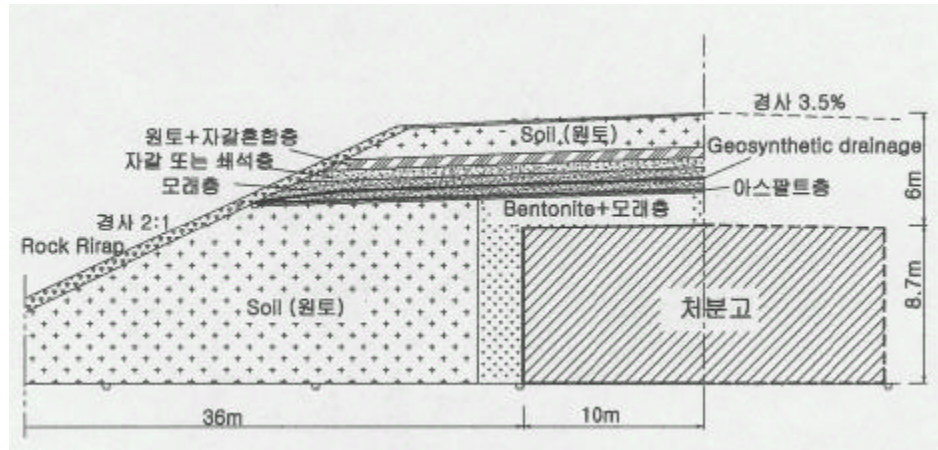 경사 3.5%
원토+자갈혼합층
Spil (원토)
자갈 또는 쇄석층
Geosynthetic drainage
모래층
아스팔트층
6m
Bentonite+모래층
경사 2:1
Rock Rirap
Soil (원토)
처분고
8.7m
36m
10m